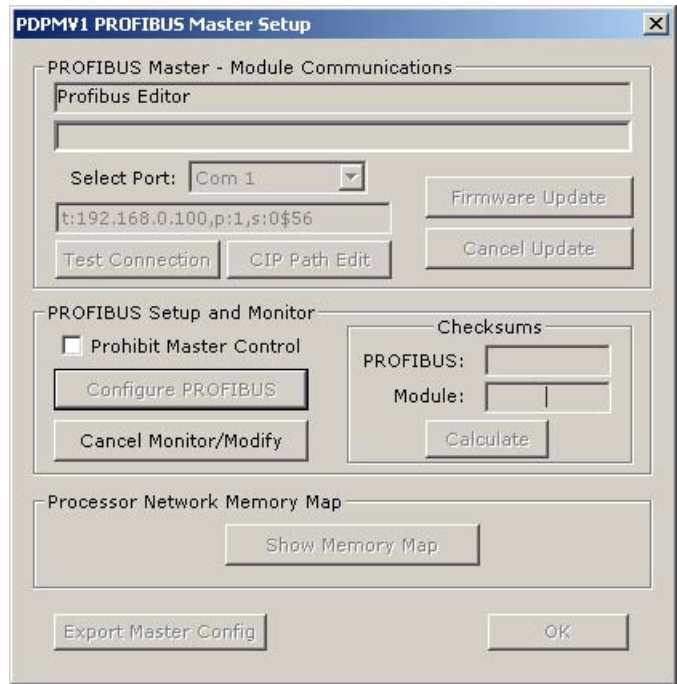 PDPMV1 PROFIBUS Master Setup
PROFIBUS Master - Module Communications
Profibus Editor
Select Port: Com 1
Firmware Update
t:192.168.0.100,p:1,s:0$56
Test Connection
CIP Path Edit
Cancel Update
PROFIBUS Setup and Monitor
Prohibit Master Control
Configure PROFIBUS
Cancel Monitor/Modify
Checksums
PROFIBUS:
Module:
Calculate
Processor Network Memory Map
Show Memory Map
Export Master Config
OK